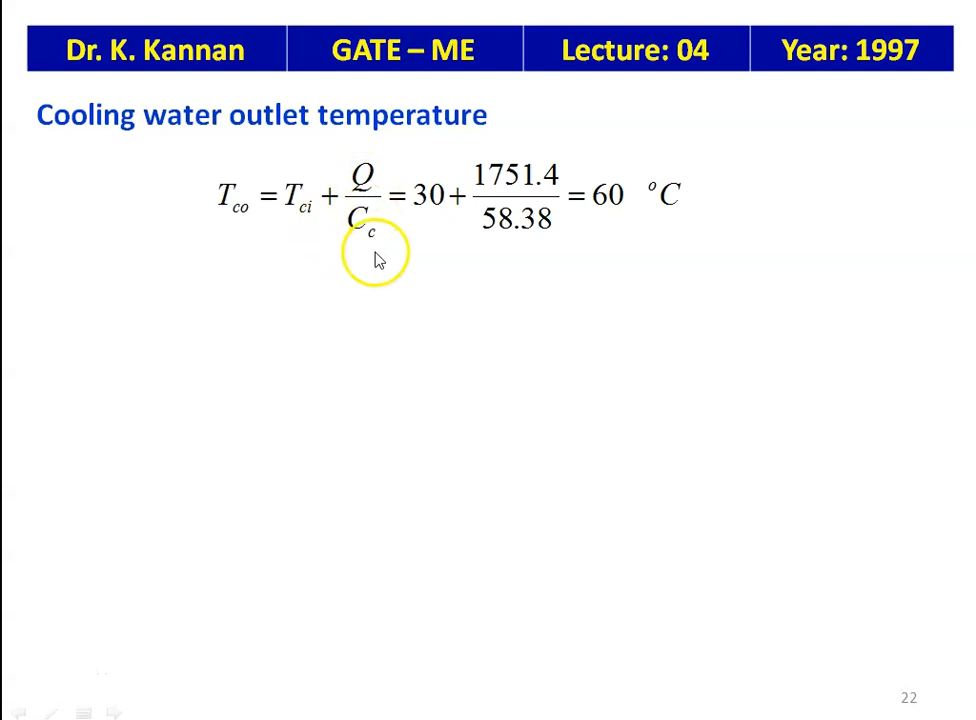 Dr. K. Kannan GATE – ME Lecture: 04 Year: 1997
Cooling water outlet temperature
T_co = T_ci + Q/C_c = 30 + 1751.4/58.38 = 60 °C
22